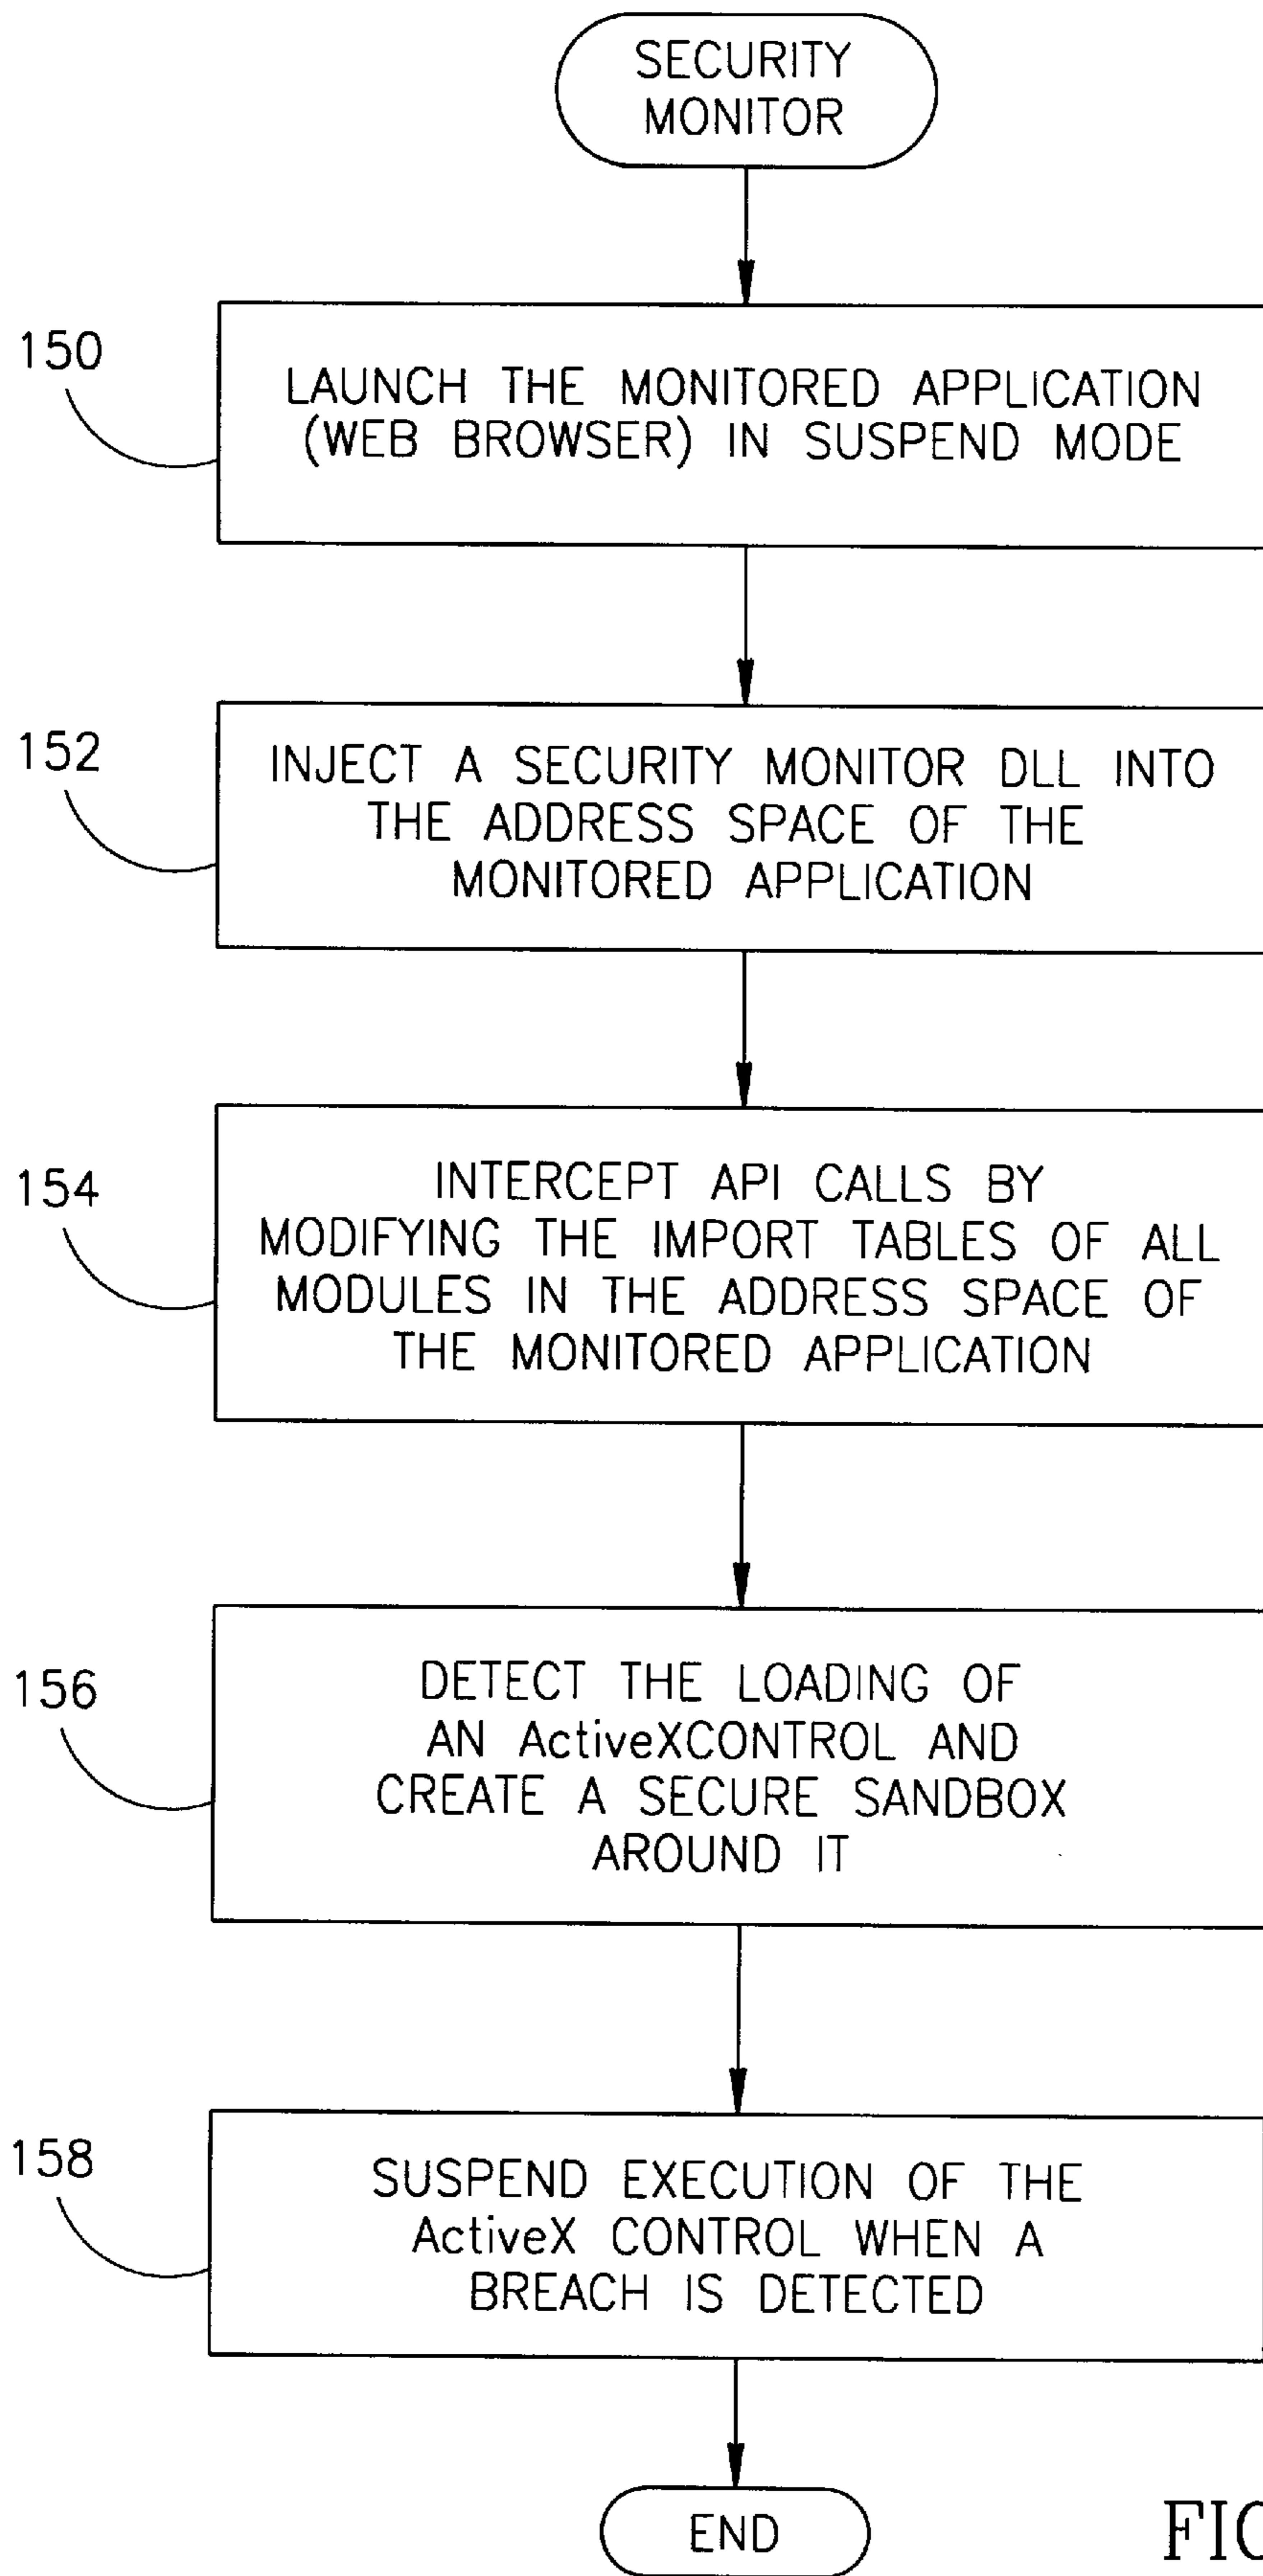 SECURITY
MONITOR
150
LAUNCH THE MONITORED APPLICATION
(WEB BROWSER) IN SUSPEND MODE
152
INJECT A SECURITY MONITOR DLL INTO
THE ADDRESS SPACE OF THE
MONITORED APPLICATION
154
INTERCEPT API CALLS BY
MODIFYING THE IMPORT TABLES OF ALL
MODULES IN THE ADDRESS SPACE OF
THE MONITORED APPLICATION
156
DETECT THE LOADING OF
AN ActiveXCONTROL AND
CREATE A SECURE SANDBOX
AROUND IT
158
SUSPEND EXECUTION OF THE
ActiveX CONTROL WHEN A
BREACH IS DETECTED
END